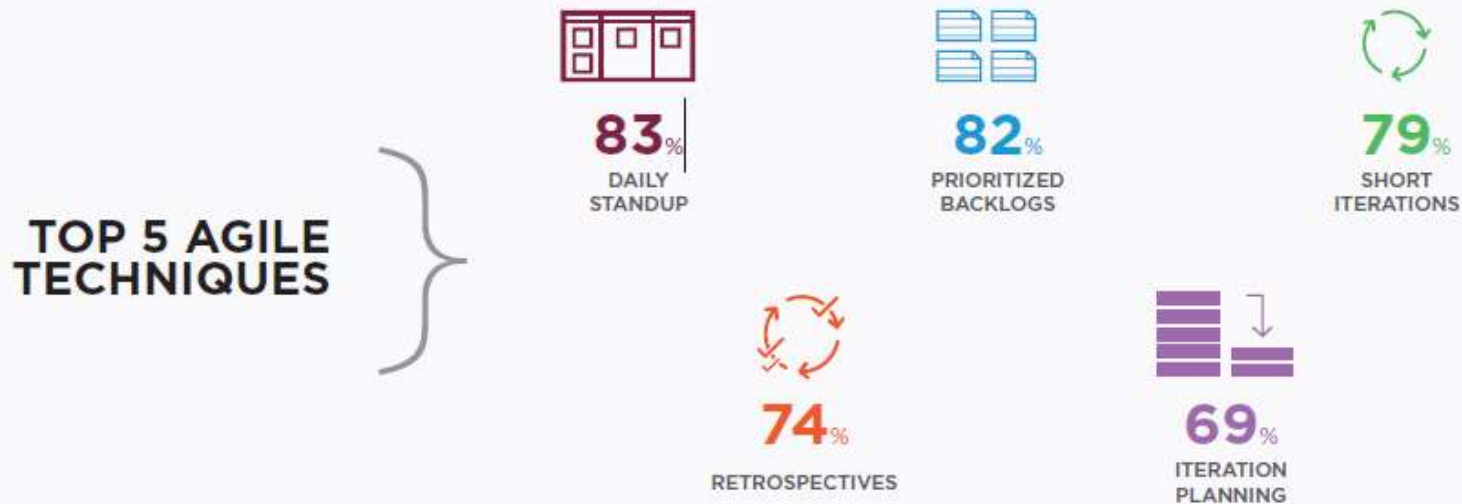 TOP 5 AGILE
TECHNIQUES
83%
DAILY
STANDUP
82%
PRIORITIZED
BACKLOGS
79%
SHORT
ITERATIONS
74%
RETROSPECTIVES
69%
ITERATION
PLANNING